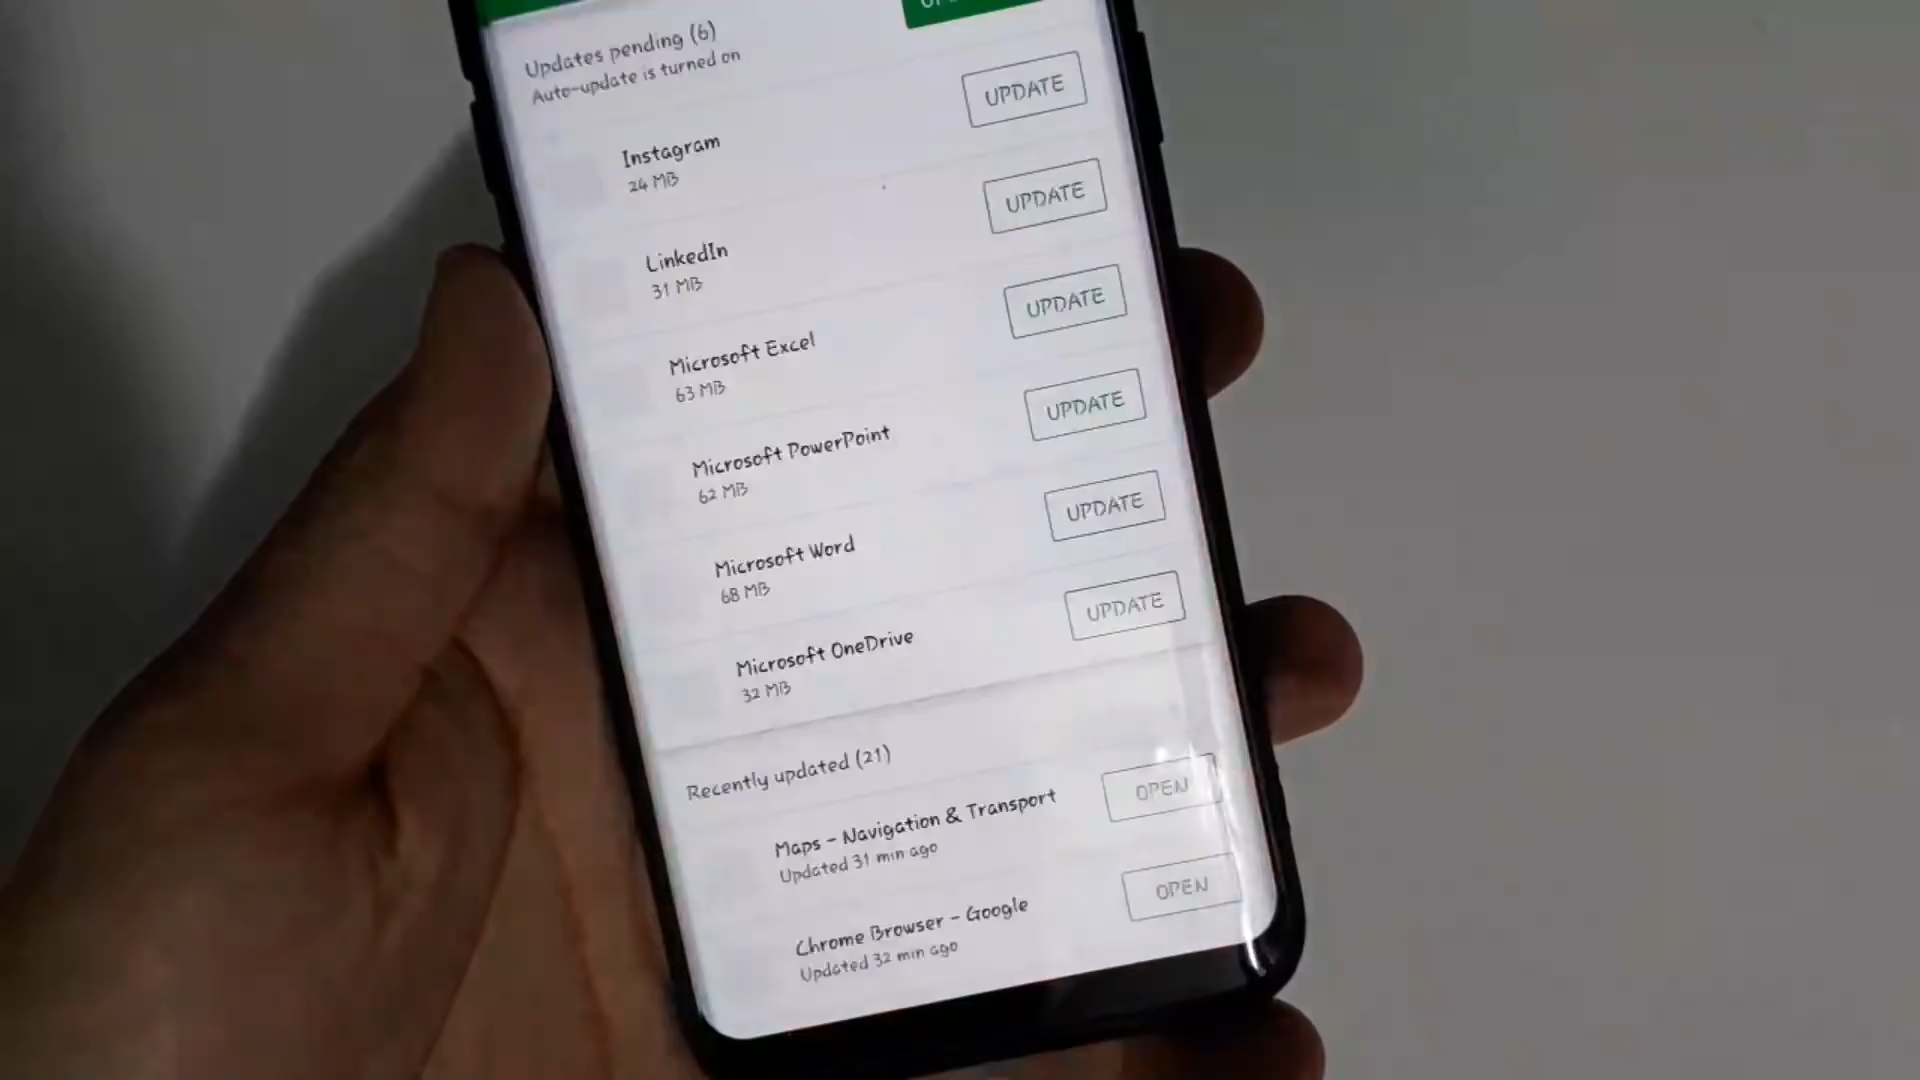 Updates pending (6)
Auto-update is turned on
Instagram
24 MB
UPDATE
LinkedIn
31 MB
UPDATE
Microsoft Excel
63 MB
UPDATE
Microsoft PowerPoint
62 MB
UPDATE
Microsoft Word
68 MB
UPDATE
Microsoft OneDrive
32 MB
UPDATE
Recently updated (21)
Maps - Navigation & Transport
Updated 31 min ago
OPEN
Chrome Browser - Google
Updated 32 min ago
OPEN